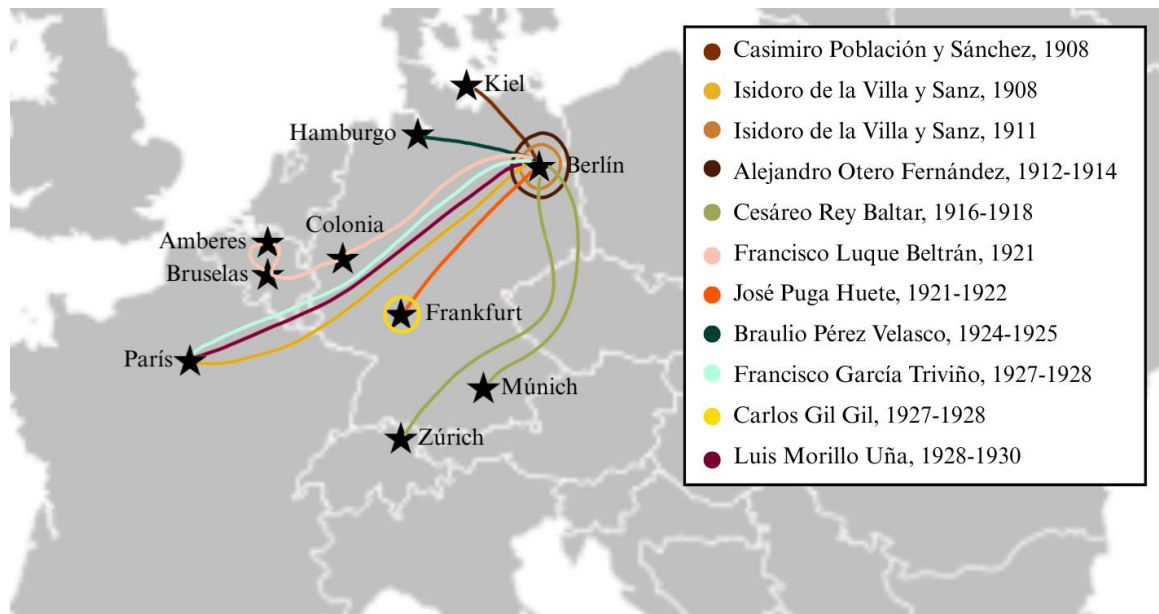 Kiel
Hamburgo
Berlín
Amberes
Colonia
Bruselas
Frankfurt
París
Múnich
Zúrich
Casimiro Población y Sánchez, 1908
Isidoro de la Villa y Sanz, 1908
Isidoro de la Villa y Sanz, 1911
Alejandro Otero Fernández, 1912-1914
Cesáreo Rey Baltar, 1916-1918
Francisco Luque Beltrán, 1921
José Puga Huete, 1921-1922
Braulio Pérez Velasco, 1924-1925
Francisco García Triviño, 1927-1928
Carlos Gil Gil, 1927-1928
Luis Morillo Uña, 1928-1930